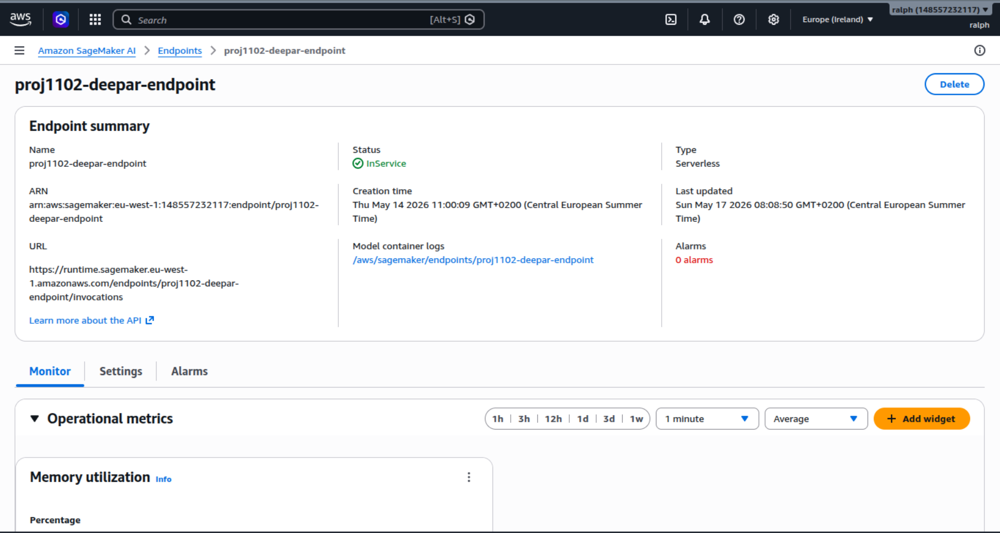 aws
Search [Alt+S]
Europe (Ireland)
ralph (148557232117)
ralph
Amazon SageMaker AI
Endpoints
proj1102-deepar-endpoint
proj1102-deepar-endpoint
Delete
Endpoint summary
Name
proj1102-deepar-endpoint
Status
InService
Type
Serverless
ARN
arn:aws:sagemaker:eu-west-1:148557232117:endpoint/proj1102-
deepar-endpoint
Creation time
Thu May 14 2026 11:00:09 GMT+0200 (Central European Summer
Time)
Last updated
Sun May 17 2026 08:08:50 GMT+0200 (Central European Summer
Time)
URL
https://runtime.sagemaker.eu-west-
1.amazonaws.com/endpoints/proj1102-deepar-
endpoint/invocations
Learn more about the API
Model container logs
/aws/sagemaker/endpoints/proj1102-deepar-endpoint
Alarms
0 alarms
Monitor
Settings
Alarms
Operational metrics
1h
3h
12h
1d
3d
1w
1 minute
Average
Add widget
Memory utilization Info
Percentage